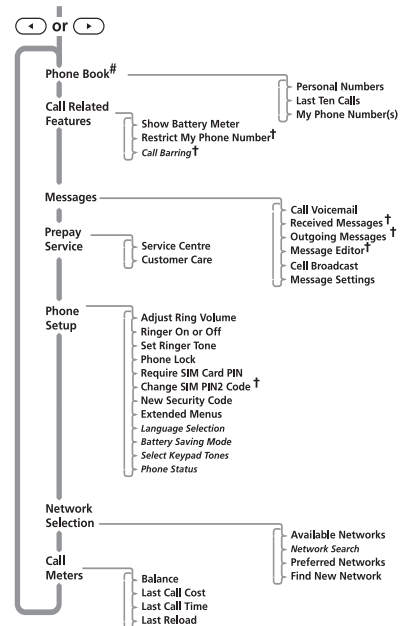 or
Phone Book#
Personal Numbers
Last Ten Calls
My Phone Number(s)
Call Related
Features
Show Battery Meter
Restrict My Phone Number†
Call Barring†
Messages
Call Voicemail
Received Messages †
Outgoing Messages †
Message Editor†
Cell Broadcast
Message Settings
Prepay
Service
Service Centre
Customer Care
Phone
Setup
Adjust Ring Volume
Ringer On or Off
Set Ringer Tone
Phone Lock
Require SIM Card PIN
Change SIM PIN2 Code †
New Security Code
Extended Menus
Language Selection
Battery Saving Mode
Select Keypad Tones
Phone Status
Network
Selection
Available Networks
Network Search
Preferred Networks
Find New Network
Call
Meters
Balance
Last Call Cost
Last Call Time
Last Reload